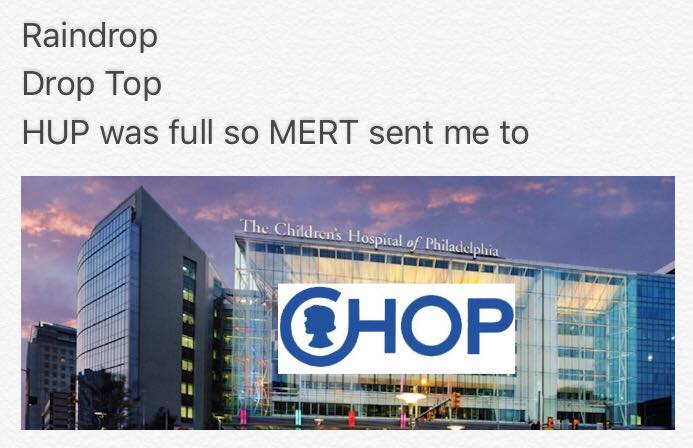 Raindrop
Drop Top
HUP was full so MERT sent me to
The Children's Hospital of Philadelphia
CHOP